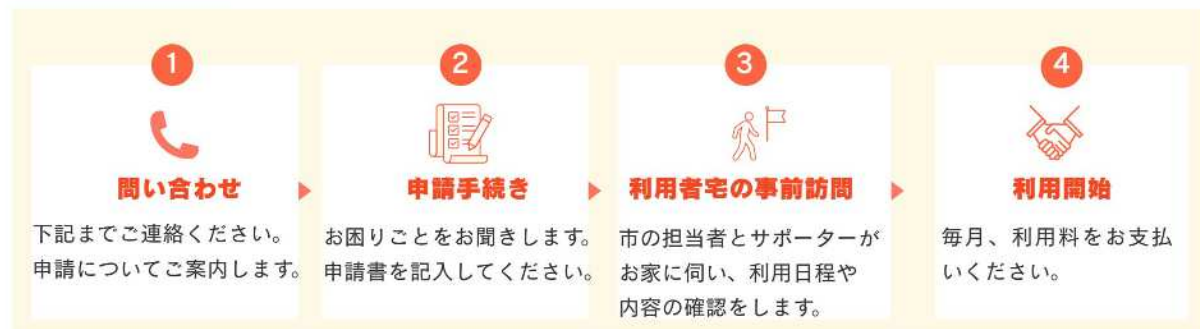 1
問い合わせ
下記までご連絡ください。
申請についてご案内します。
2
申請手続き
お困りごとをお聞きします。
申請書を記入してください。
3
利用者宅の事前訪問
市の担当者とサポーターが
お家に伺い、利用日程や
内容の確認をします。
4
利用開始
毎月、利用料をお支払
いください。